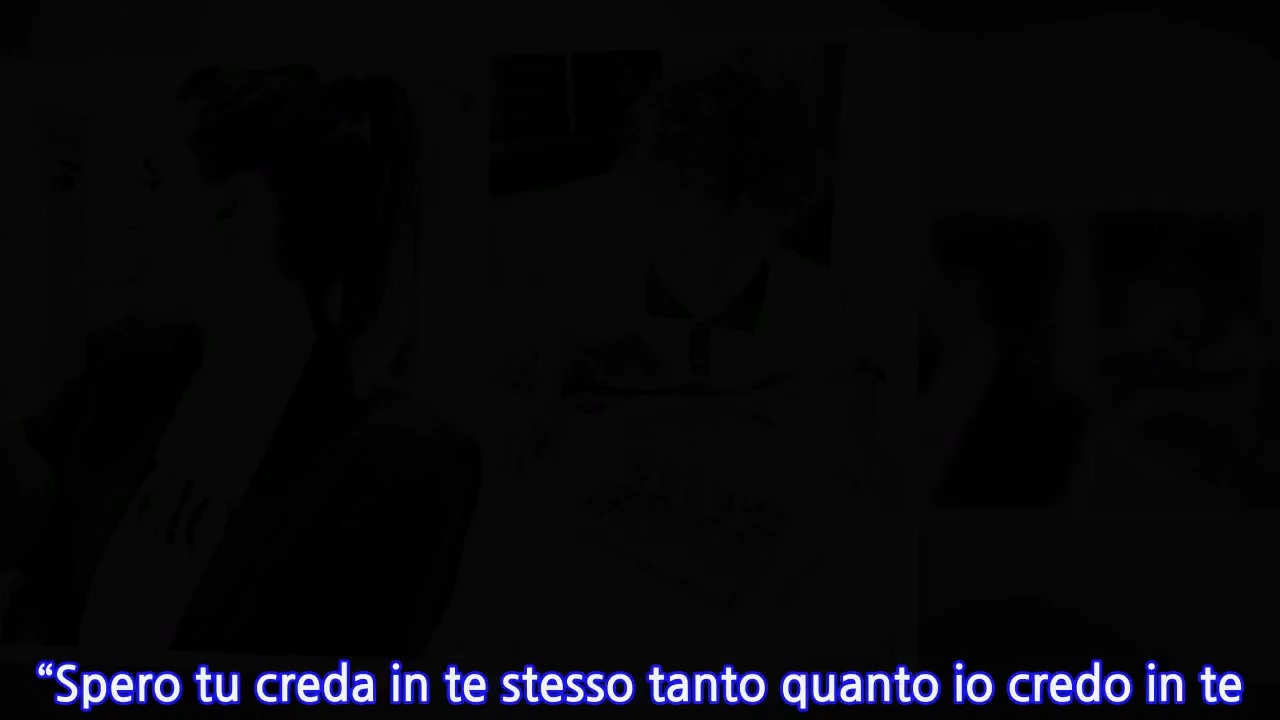 “Spero tu creda in te stesso tanto quanto io credo in te